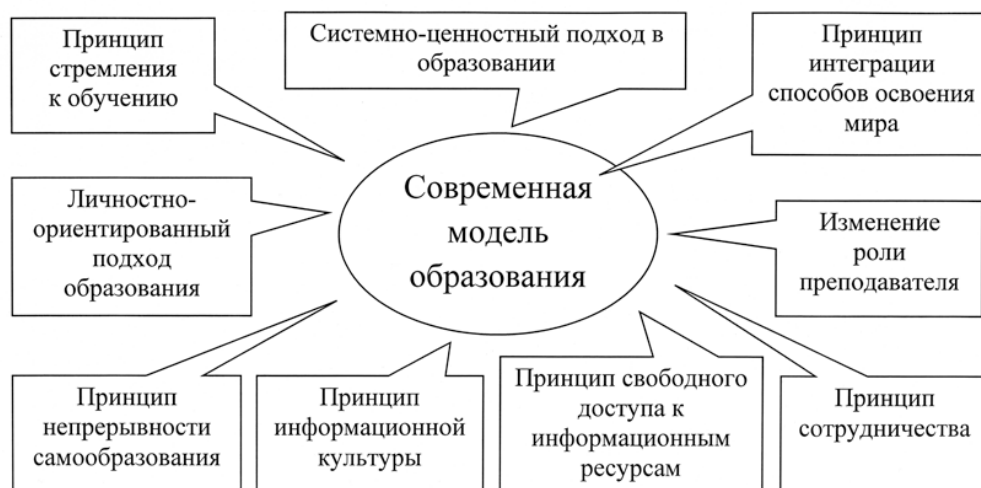 Принцип
стремления
к обучению
Системно-ценностный подход в
образовании
Принцип
интеграции
способов освоения
мира
Личностно-
ориентированный
подход
образования
Современная
модель
образования
Изменение
роли
преподавателя
Принцип
непрерывности
самообразования
Принцип
информационной
культуры
Принцип свободного
доступа к
информационным
ресурсам
Принцип
сотрудничества